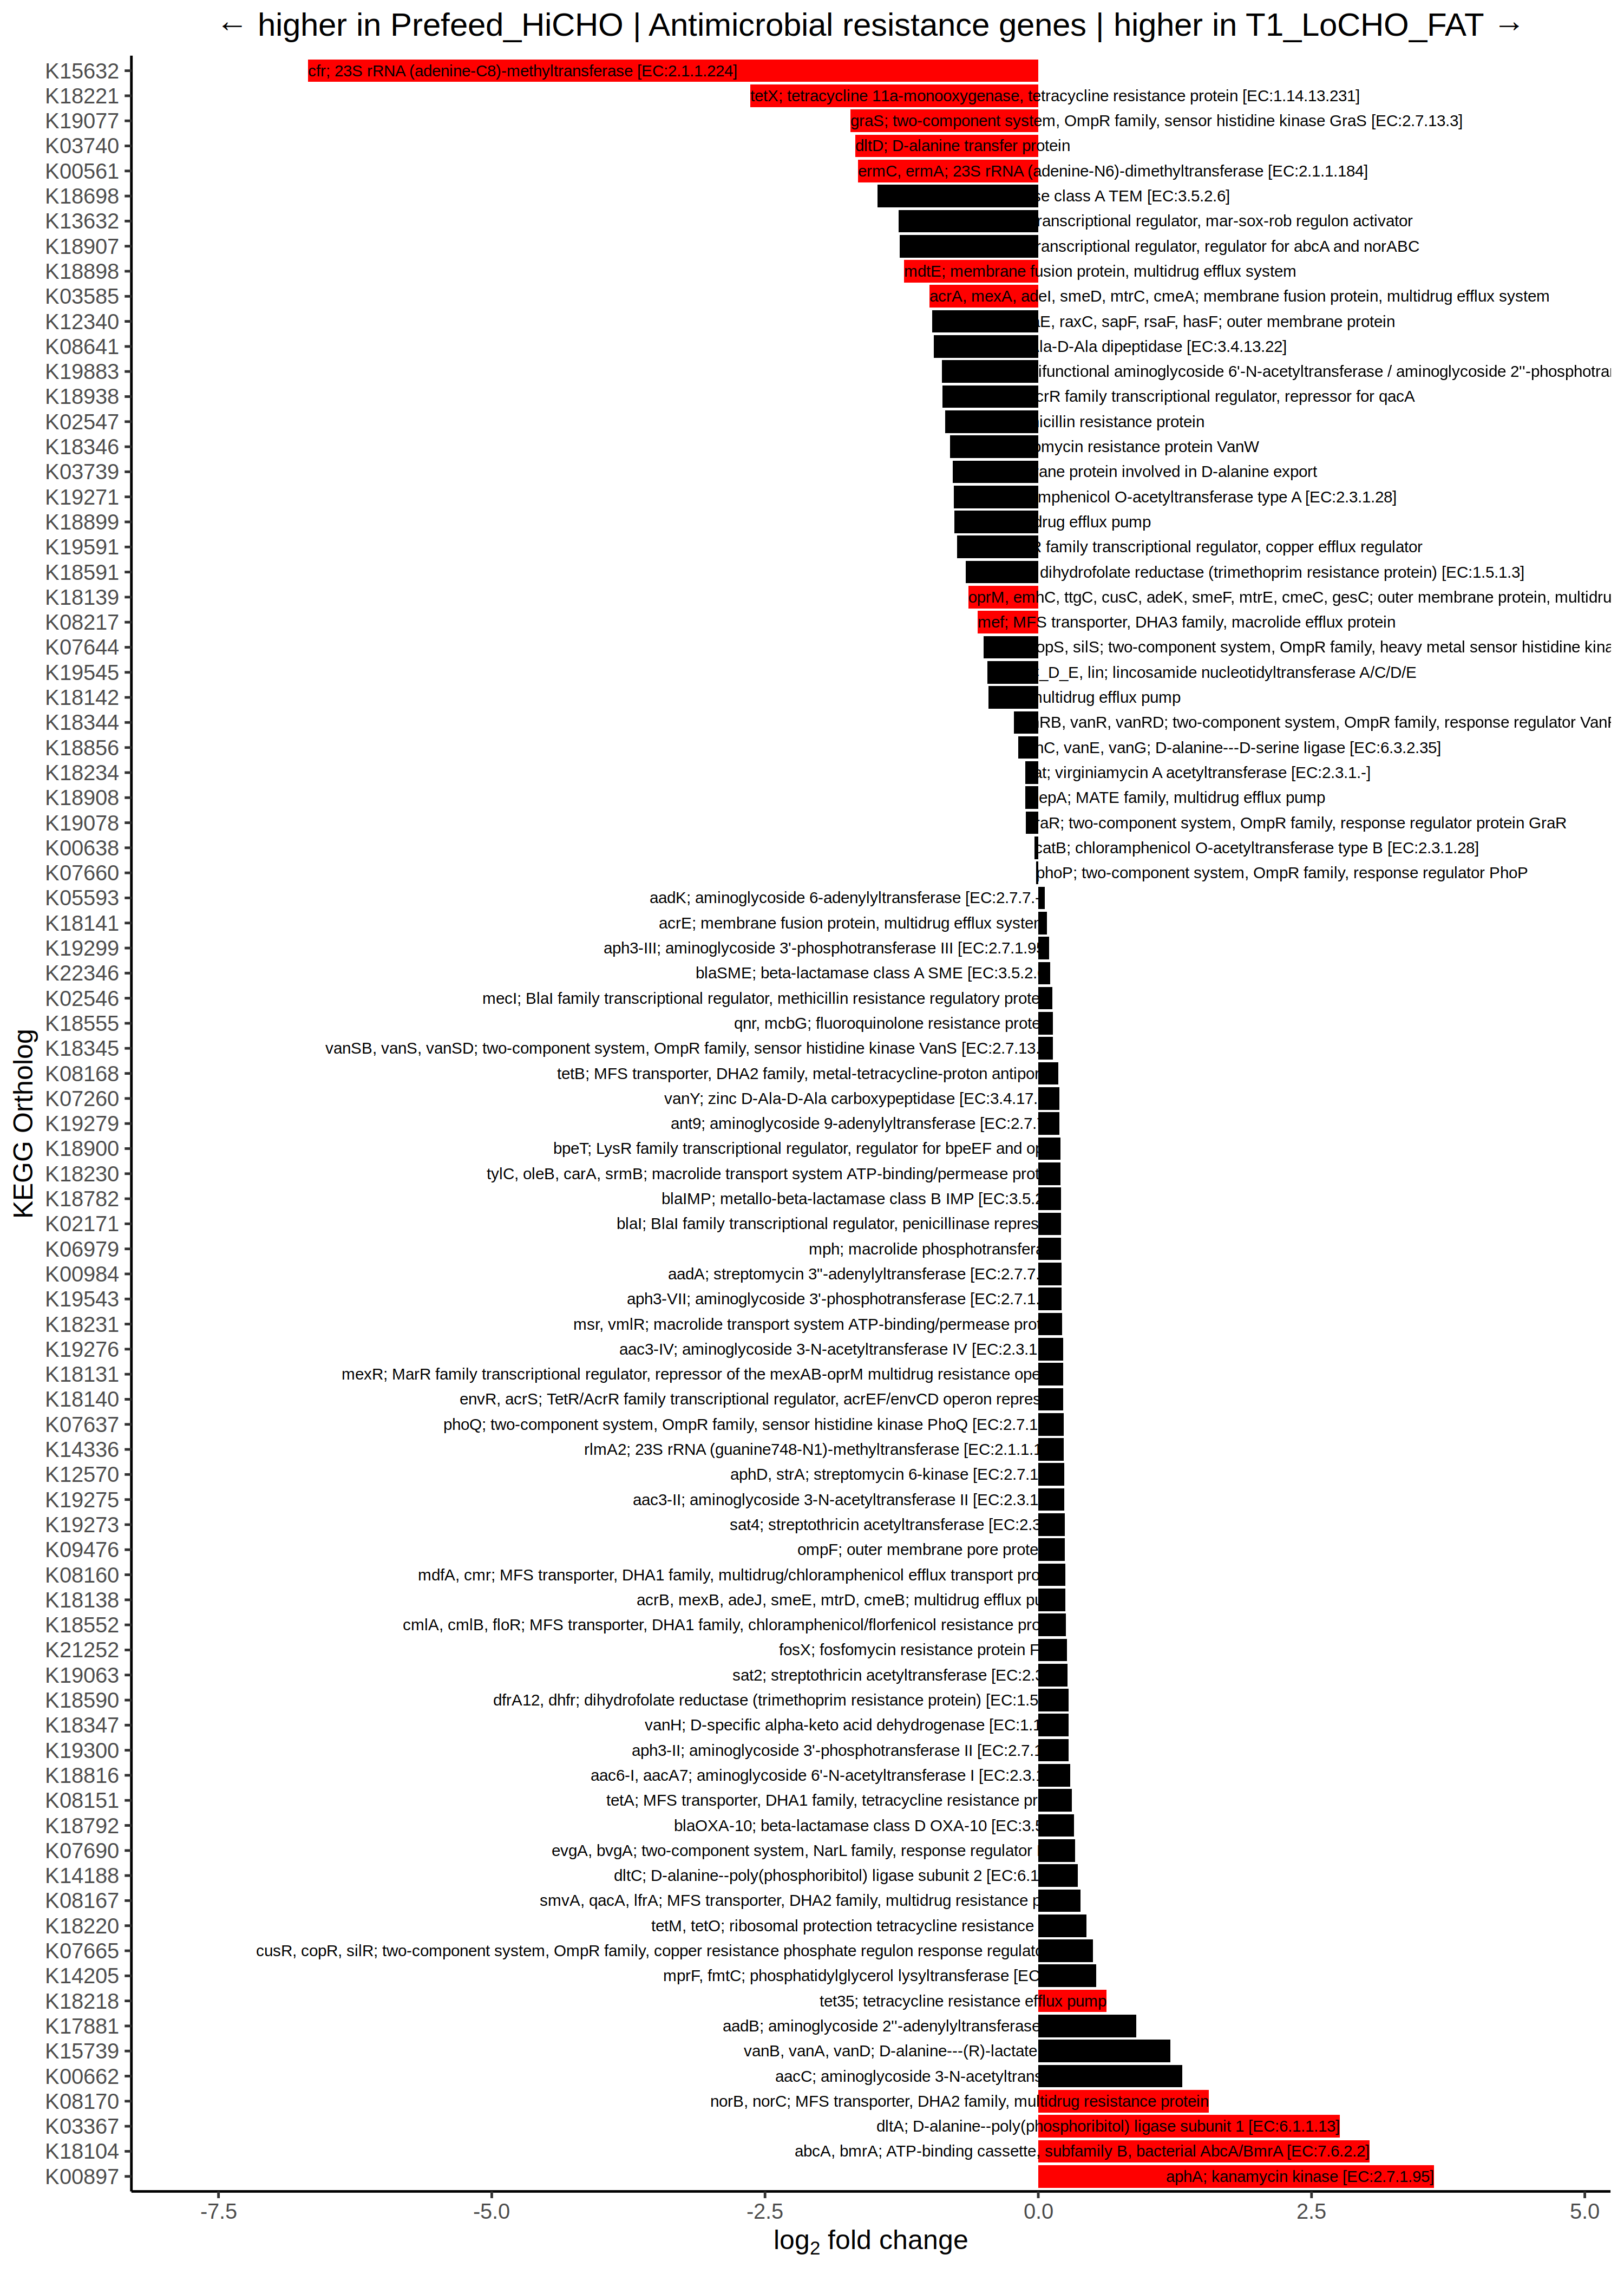 ← higher in Prefeed_HiCHO | Antimicrobial resistance genes | higher in T1_LoCHO_FAT →
K15632 cfr; 23S rRNA (adenine-C8)-methyltransferase [EC:2.1.1.224]
K18221 tetX; tetracycline 11a-monooxygenase, tetracycline resistance protein [EC:1.14.13.231]
K19077 graS; two-component system, OmpR family, sensor histidine kinase GraS [EC:2.7.13.3]
K03740 dltD; D-alanine transfer protein
K00561 ermC, ermA; 23S rRNA (adenine-N6)-dimethyltransferase [EC:2.1.1.184]
K18698 class A TEM [EC:3.5.2.6]
K13632 transcriptional regulator, mar-sox-rob regulon activator
K18907 transcriptional regulator, regulator for abcA and norABC
K18898 mdtE; membrane fusion protein, multidrug efflux system
K03585 acrA, mexA, adeI, smeD, mtrC, cmeA; membrane fusion protein, multidrug efflux system
K12340 raxC, sapF, rsaF, hasF; outer membrane protein
K08641 dipeptidase [EC:3.4.13.22]
K19883 aminoglycoside 6'-N-acetyltransferase / aminoglycoside 2''-phosphotra
K18938 family transcriptional regulator, repressor for qacA
K02547 resistance protein
K18346 resistance protein VanW
K03739 protein involved in D-alanine export
K19271 O-acetyltransferase type A [EC:2.3.1.28]
K18899 efflux pump
K19591 family transcriptional regulator, copper efflux regulator
K18591 dihydrofolate reductase (trimethoprim resistance protein) [EC:1.5.1.3]
K18139 oprM, emhC, ttgC, cusC, adeK, smeF, mtrE, cmeC, gesC; outer membrane protein, multidru
K08217 mef; MFS transporter, DHA3 family, macrolide efflux protein
K07644 copS, silS; two-component system, OmpR family, heavy metal sensor histidine kina
K19545 _D_E, lin; lincosamide nucleotidyltransferase A/C/D/E
K18142 multidrug efflux pump
K18344 vanR, vanRD; two-component system, OmpR family, response regulator Van
K18856 vanE, vanG; D-alanine---D-serine ligase [EC:6.3.2.35]
K18234 virginiamycin A acetyltransferase [EC:2.3.1.-]
K18908 epA; MATE family, multidrug efflux pump
K19078 raR; two-component system, OmpR family, response regulator protein GraR
K00638 catB; chloramphenicol O-acetyltransferase type B [EC:2.3.1.28]
K07660 phoP; two-component system, OmpR family, response regulator PhoP
K05593 aadK; aminoglycoside 6-adenylyltransferase [EC:2.7.7.-
K18141 acrE; membrane fusion protein, multidrug efflux system
K19299 aph3-III; aminoglycoside 3'-phosphotransferase III [EC:2.7.1.95
K22346 blaSME; beta-lactamase class A SME [EC:3.5.2.
K02546 mecI; BlaI family transcriptional regulator, methicillin resistance regulatory prote
K18555 qnr, mcbG; fluoroquinolone resistance prote
K18345 vanSB, vanS, vanSD; two-component system, OmpR family, sensor histidine kinase VanS [EC:2.7.13.
K08168 tetB; MFS transporter, DHA2 family, metal-tetracycline-proton antipor
K07260 vanY; zinc D-Ala-D-Ala carboxypeptidase [EC:3.4.17.
K19279 ant9; aminoglycoside 9-adenylyltransferase [EC:2.7.
K18900 bpeT; LysR family transcriptional regulator, regulator for bpeEF and op
K18230 tylC, oleB, carA, srmB; macrolide transport system ATP-binding/permease prot
K18782 blaIMP; metallo-beta-lactamase class B IMP [EC:3.5.2
K02171 blaI; BlaI family transcriptional regulator, penicillinase repres
K06979 mph; macrolide phosphotransfera
K00984 aadA; streptomycin 3''-adenylyltransferase [EC:2.7.7.
K19543 aph3-VII; aminoglycoside 3'-phosphotransferase [EC:2.7.1.
K18231 msr, vmlR; macrolide transport system ATP-binding/permease prot
K19276 aac3-IV; aminoglycoside 3-N-acetyltransferase IV [EC:2.3.1
K18131 mexR; MarR family transcriptional regulator, repressor of the mexAB-oprM multidrug resistance ope
K18140 envR, acrS; TetR/AcrR family transcriptional regulator, acrEF/envCD operon repres
K07637 phoQ; two-component system, OmpR family, sensor histidine kinase PhoQ [EC:2.7.1
K14336 rlmA2; 23S rRNA (guanine748-N1)-methyltransferase [EC:2.1.1.1
K12570 aphD, strA; streptomycin 6-kinase [EC:2.7.1
K19275 aac3-II; aminoglycoside 3-N-acetyltransferase II [EC:2.3.1
K19273 sat4; streptothricin acetyltransferase [EC:2.3
K09476 ompF; outer membrane pore prote
K08160 mdfA, cmr; MFS transporter, DHA1 family, multidrug/chloramphenicol efflux transport pro
K18138 acrB, mexB, adeJ, smeE, mtrD, cmeB; multidrug efflux pu
K18552 cmlA, cmlB, floR; MFS transporter, DHA1 family, chloramphenicol/florfenicol resistance pro
K21252 fosX; fosfomycin resistance protein F
K19063 sat2; streptothricin acetyltransferase [EC:2.3
K18590 dfrA12, dhfr; dihydrofolate reductase (trimethoprim resistance protein) [EC:1.5
K18347 vanH; D-specific alpha-keto acid dehydrogenase [EC:1.1
K19300 aph3-II; aminoglycoside 3'-phosphotransferase II [EC:2.7.1
K18816 aac6-I, aacA7; aminoglycoside 6'-N-acetyltransferase I [EC:2.3.
K08151 tetA; MFS transporter, DHA1 family, tetracycline resistance pr
K18792 blaOXA-10; beta-lactamase class D OXA-10 [EC:3.5
K07690 evgA, bvgA; two-component system, NarL family, response regulator
K14188 dltC; D-alanine--poly(phosphoribitol) ligase subunit 2 [EC:6.1
K08167 smvA, qacA, lfrA; MFS transporter, DHA2 family, multidrug resistance p
K18220 tetM, tetO; ribosomal protection tetracycline resistance
K07665 cusR, copR, silR; two-component system, OmpR family, copper resistance phosphate regulon response regulato
K14205 mprF, fmtC; phosphatidylglycerol lysyltransferase [EC
K18218 tet35; tetracycline resistance efflux pump
K17881 aadB; aminoglycoside 2''-adenylyltransferase
K15739 vanB, vanA, vanD; D-alanine---(R)-lactate
K00662 aacC; aminoglycoside 3-N-acetyltrans
K08170 norB, norC; MFS transporter, DHA2 family, multidrug resistance protein
K03367 dltA; D-alanine--poly(phosphoribitol) ligase subunit 1 [EC:6.1.1.13]
K18104 abcA, bmrA; ATP-binding cassette, subfamily B, bacterial AbcA/BmrA [EC:7.6.2.2]
K00897 aphA; kanamycin kinase [EC:2.7.1.95]
KEGG Ortholog
-7.5 -5.0 -2.5 0.0 2.5 5.0
log2 fold change